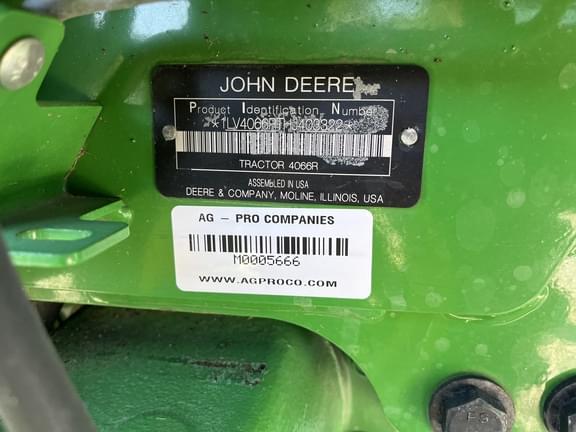 JOHN DEERE
Product Identification Number
TRACTOR 4066R
ASSEMBLED IN USA
DEERE & COMPANY, MOLINE, ILLINOIS, USA
AG - PRO COMPANIES
M0005666
WWW.AGPROCO.COM